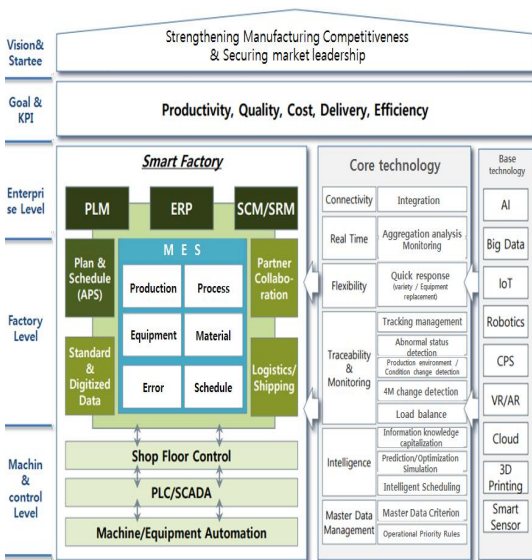 Vision&
Startee
Strengthening Manufacturing Competitiveness
& Securing market leadership
Goal &
KPI
Productivity, Quality, Cost, Delivery, Efficiency
Enterpri
se Level
Factory
Level
Machin
e &
control
Level
Smart Factory
PLM
ERP
SCM/SRM
M E S
Plan &
Schedule
(APS)
Partner
Collabo-
ration
Production
Process
Equipment
Material
Error
Schedule
Standard
&
Digitized
Data
Logistics/
Shipping
Shop Floor Control
PLC/SCADA
Machine/Equipment Automation
Core technology
Connectivity
Integration
Real Time
Aggregation analysis
Monitoring
Flexibility
Quick response
(variety / Equipment
replacement)
Traceability
&
Monitoring
Tracking management
Abnormal status
detection
Production environment /
Condition change detection
4M change detection
Load balance
Intelligence
Information knowledge
capitalization
Prediction/Optimization
Simulation
Intelligent Scheduling
Master Data
Management
Master Data Criterion
Operational Priority Rules
Base
technology
AI
Big Data
IoT
Robotics
CPS
VR/AR
Cloud
3D
Printing
Smart
Sensor